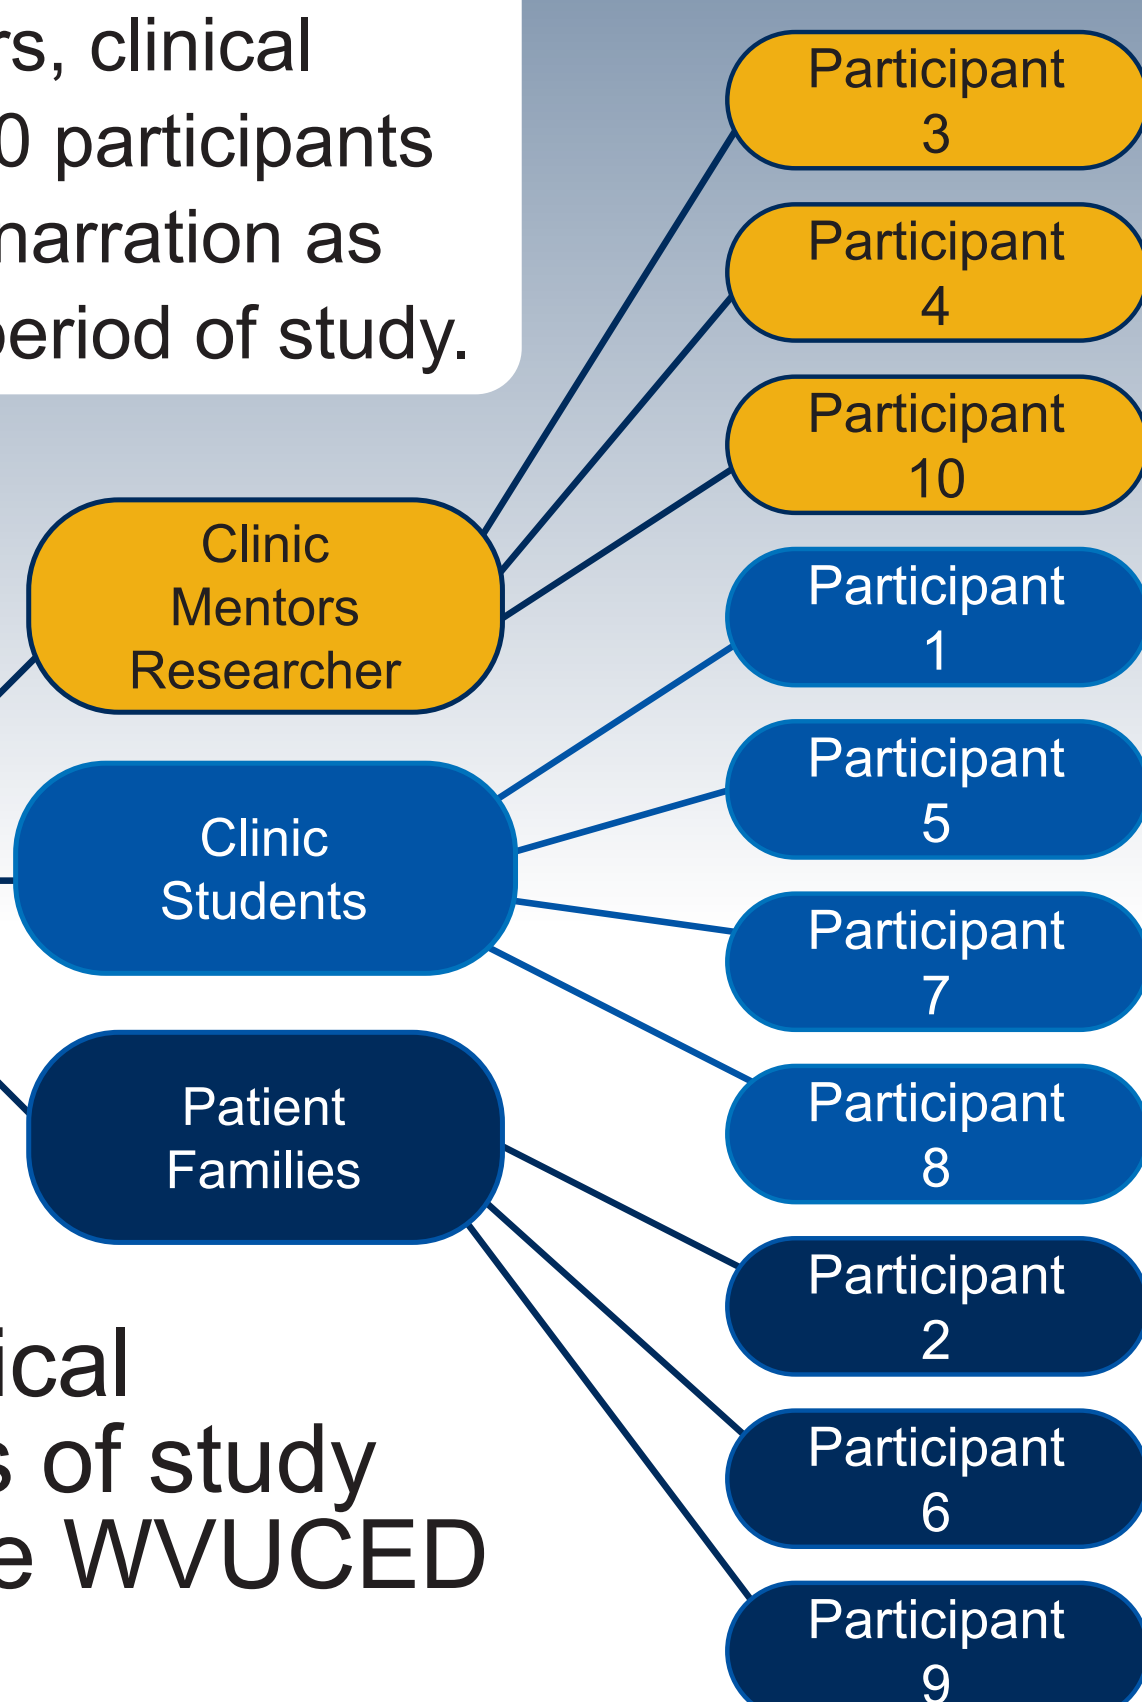 rs, clinical
0 participants
narration as
period of study.
Clinic
Mentors
Researcher
Clinic
Students
Patient
Families
Participant
3
Participant
4
Participant
10
Participant
1
Participant
5
Participant
7
Participant
8
Participant
2
Participant
6
Participant
9
ical
s of study
e WVUCED